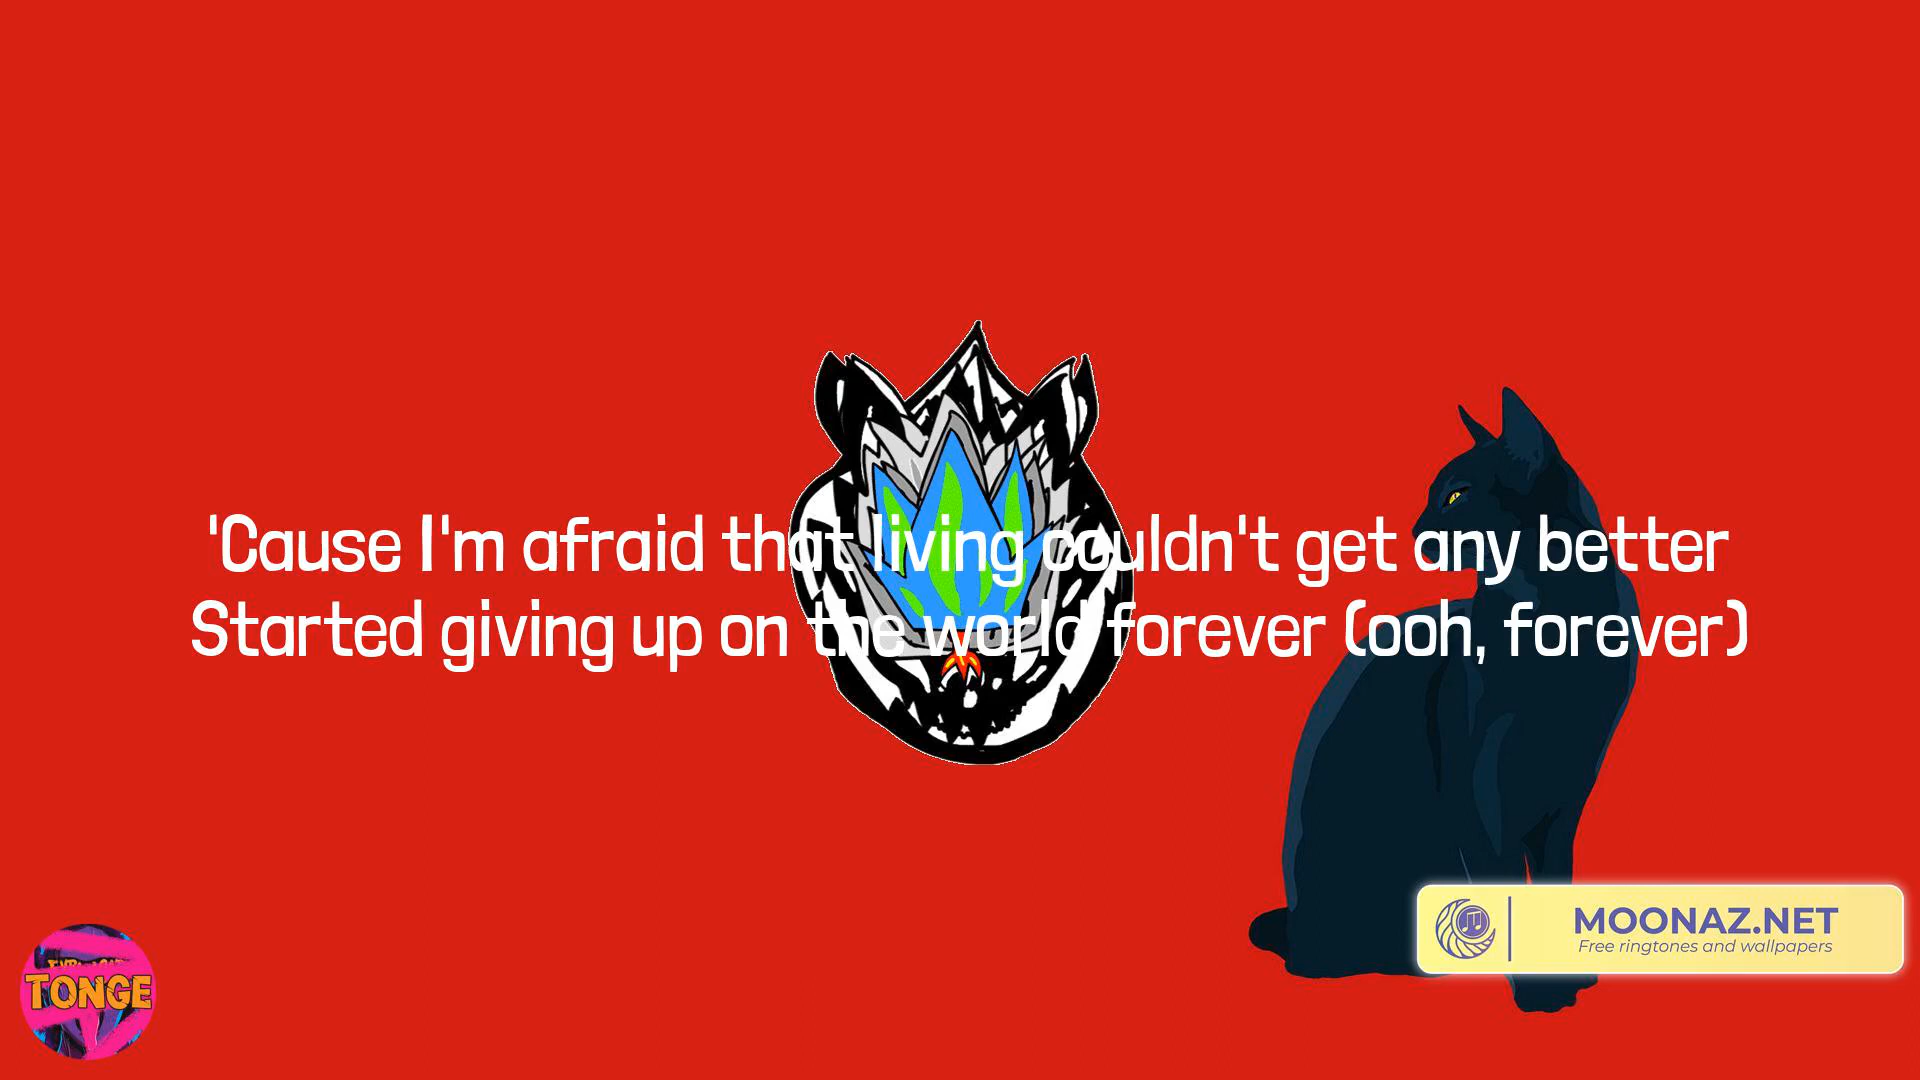 'Cause I'm afraid that living couldn't get any better
Started giving up on the world forever (ooh, forever)
MOONAZ.NET
Free ringtones and wallpapers
TONGE